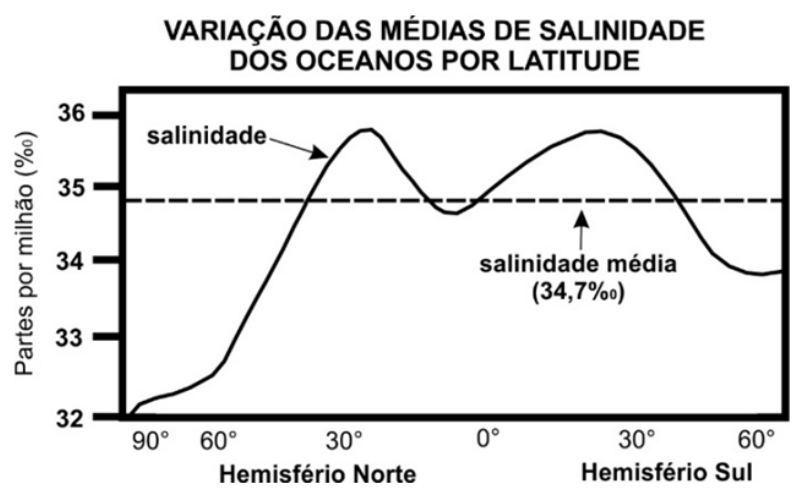 VARIAÇÃO DAS MÉDIAS DE SALINIDADE
DOS OCEANOS POR LATITUDE
Partes por milhão (‰)
36
35
34
33
32
salinidade
salinidade média
(34,7‰)
90° 60° 30° 0° 30° 60°
Hemisfério Norte Hemisfério Sul